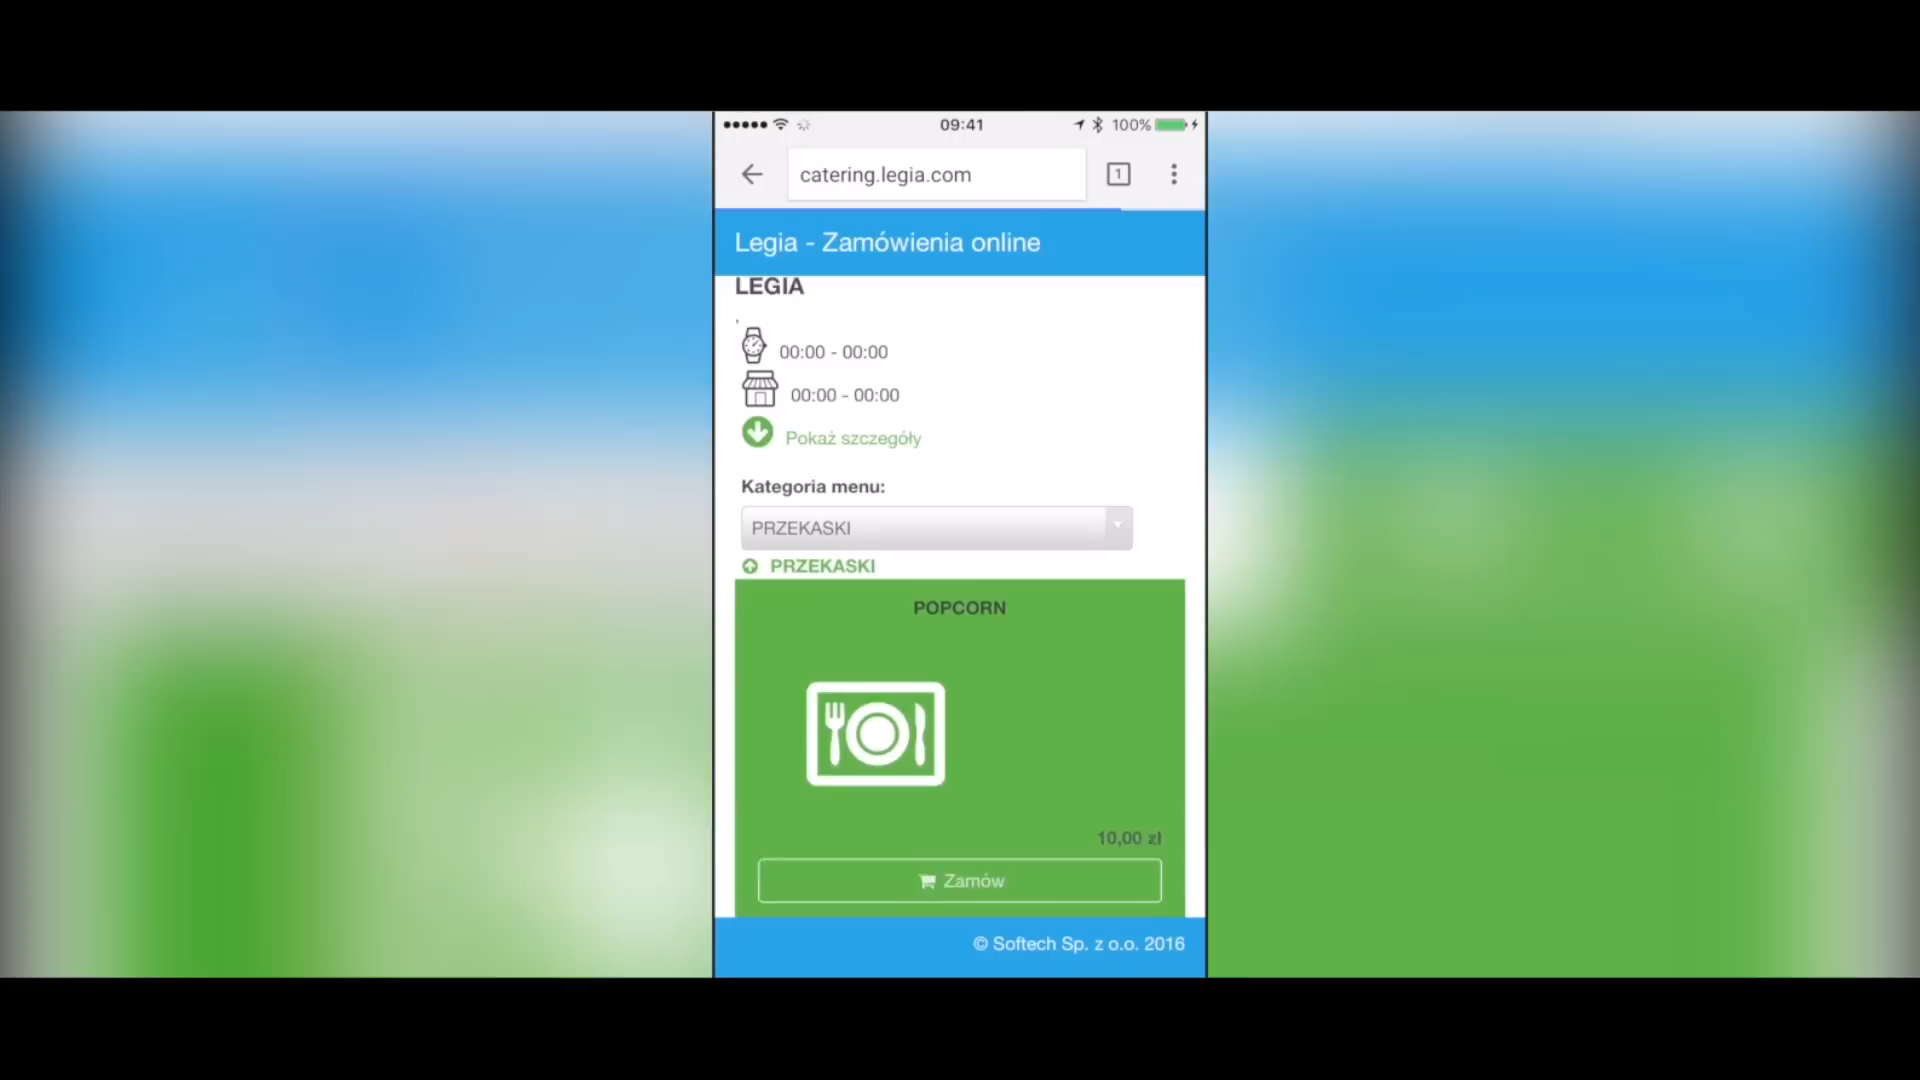 09:41
100%
catering.legia.com
1
Legia - Zamówienia online
LEGIA
,
00:00 - 00:00
00:00 - 00:00
Pokaż szczegóły
Kategoria menu:
PRZEKASKI
PRZEKASKI
POPCORN
10,00 zł
Zamów
© Softech Sp. z o.o. 2016